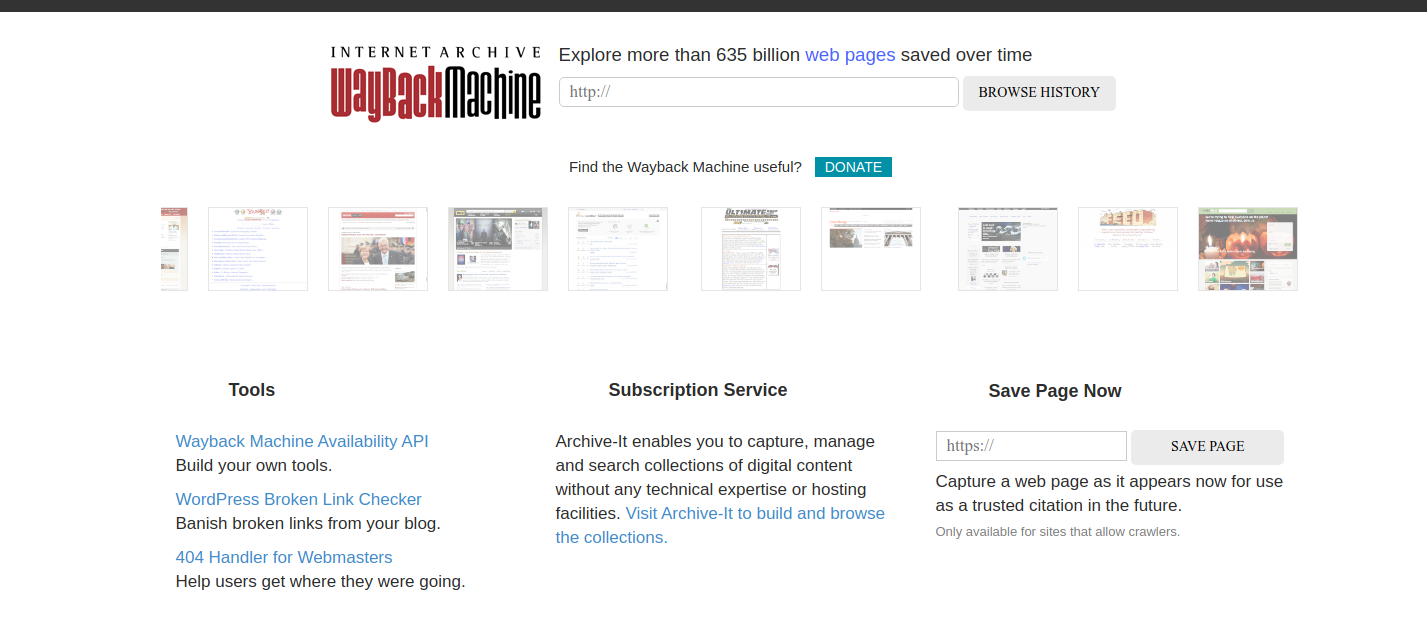 INTERNET ARCHIVE
WayBackMachine
Explore more than 635 billion web pages saved over time
http://
BROWSE HISTORY
Find the Wayback Machine useful?
DONATE
ULTIMATE
Tools
Wayback Machine Availability API
Build your own tools.
WordPress Broken Link Checker
Banish broken links from your blog.
404 Handler for Webmasters
Help users get where they were going.
Subscription Service
Archive-It enables you to capture, manage
and search collections of digital content
without any technical expertise or hosting
facilities. Visit Archive-It to build and browse
the collections.
Save Page Now
https://
SAVE PAGE
Capture a web page as it appears now for use
as a trusted citation in the future.
Only available for sites that allow crawlers.